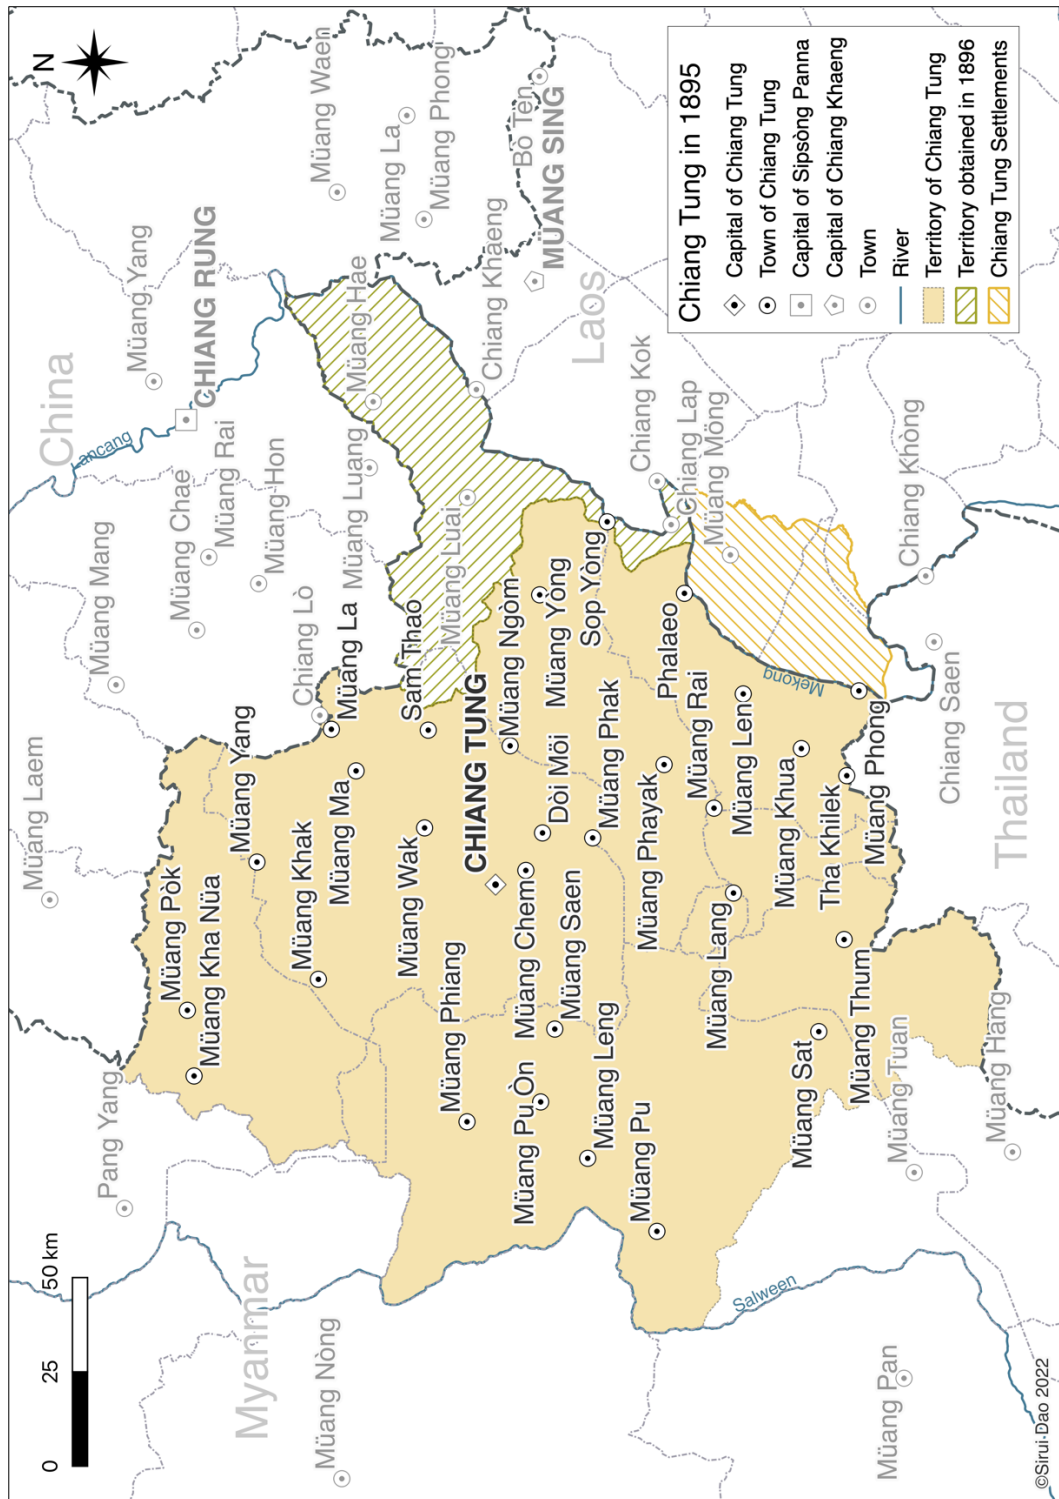 Chiang Tung in 1895
Capital of Chiang Tung
Town of Chiang Tung
Capital of Sipsòng Panna
Capital of Chiang Khaeng
Town
River
Territory of Chiang Tung
Territory obtained in 1896
Chiang Tung Settlements
N
0
25
50 km
China
Myanmar
Laos
Thailand
Lancang
Salween
Mekong
Müang Laem
Müang Mang
Müang Yang
CHIANG RUNG
Müang Chae
Müang Rai
Müang Hon
Chiang Lò
Müang Luang
Müang Luai
Müang Hae
Müang Waen
Müang La
Müang Phong
Bò Ten
MÜANG SING
Chiang Khaeng
Chiang Kok
Chiang Lap
Müang Möng
Chiang Khòng
Chiang Saen
Pang Yang
Müang Nòng
Müang Pan
Müang Tuan
Müang Hang
Müang Pòk
Müang Kha Nüa
Müang Yang
Müang Khak
Müang Ma
Müang La
Sam Thao
Müang Wak
CHIANG TUNG
Müang Phiang
Müang Pu Òn
Müang Chem
Müang Saen
Müang Leng
Müang Pu
Müang Ngòm
Dòi Möi
Müang Yòng
Müang Phak
Sop Yòng
Müang Phayak
Phalaeo
Müang Rai
Müang Len
Müang Lang
Müang Khua
Tha Khilek
Müang Phong
Müang Sat
Müang Thum
©Sirui-Dao 2022